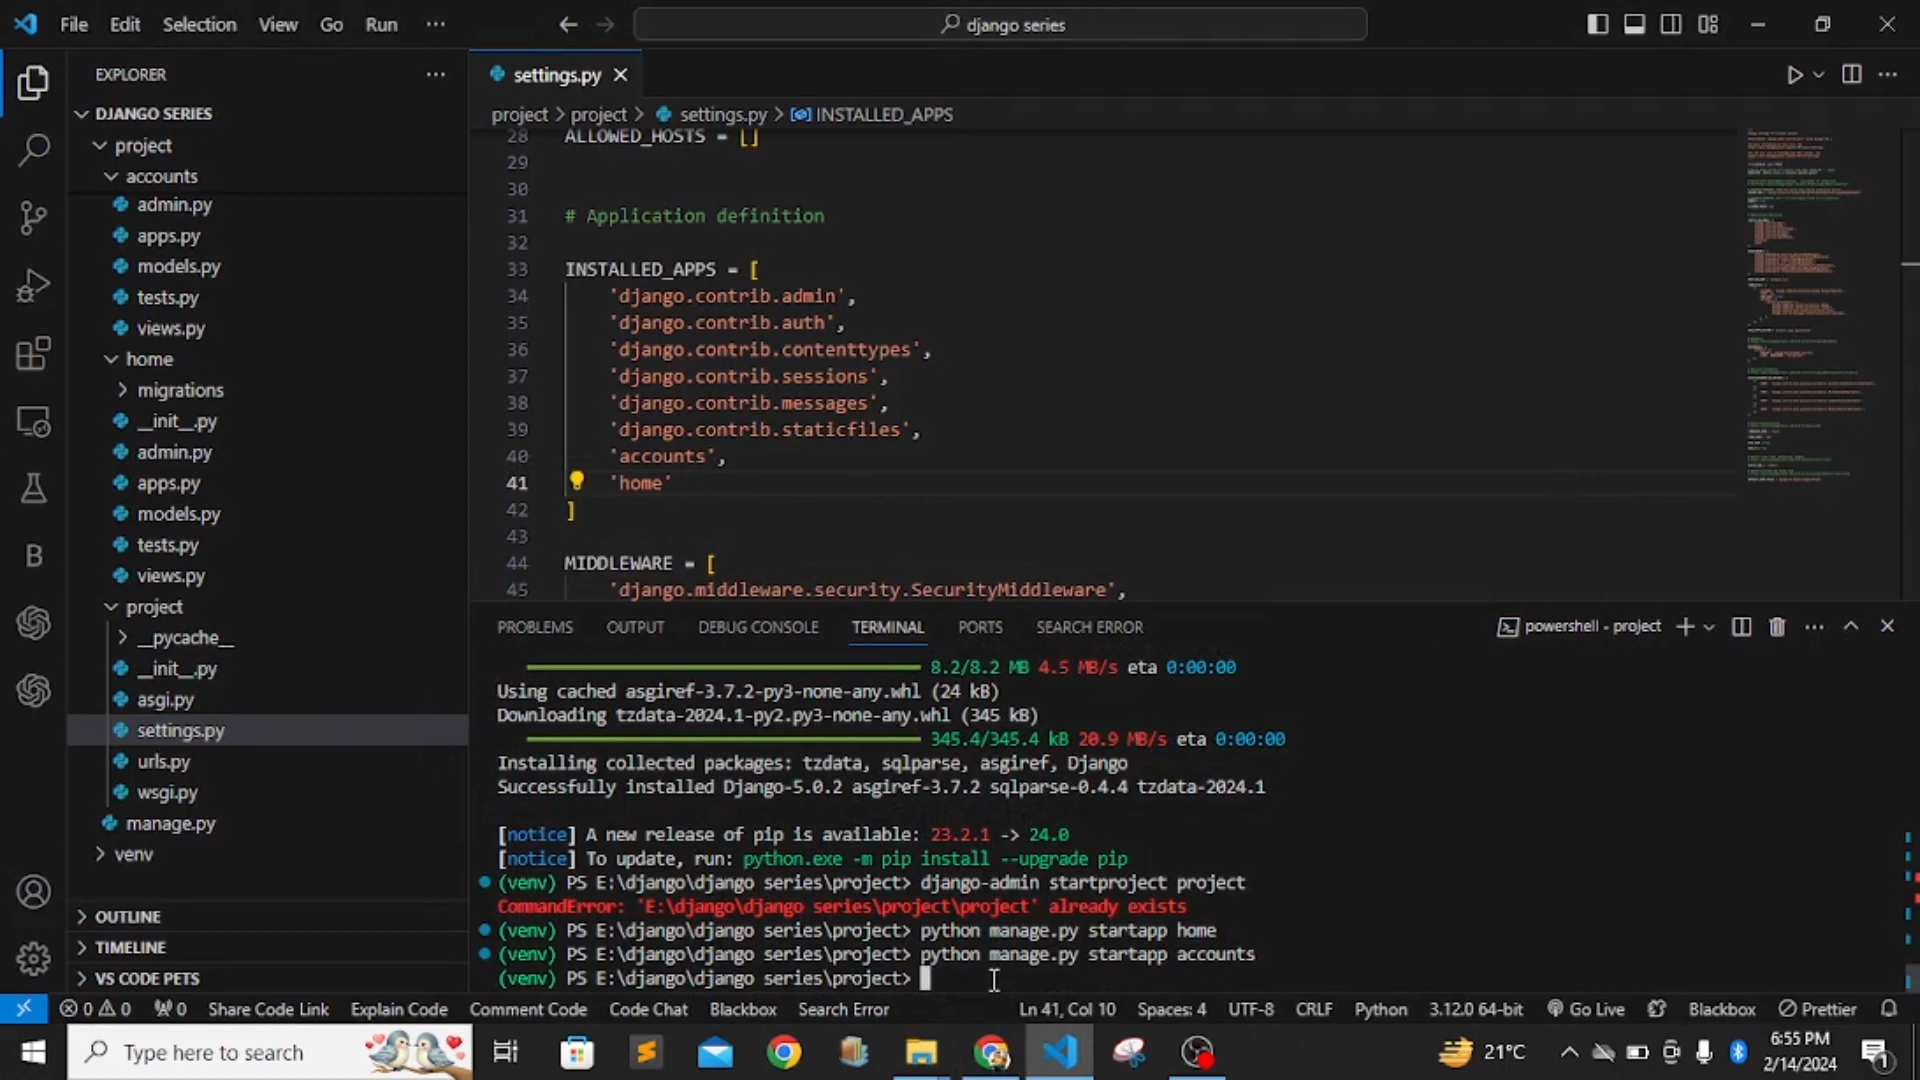 File Edit Selection View Go Run ··· django series
EXPLORER
DJANGO SERIES
project
accounts
admin.py
apps.py
models.py
tests.py
views.py
home
migrations
__init__.py
admin.py
apps.py
models.py
tests.py
views.py
project
__pycache__
__init__.py
asgi.py
settings.py
urls.py
wsgi.py
manage.py
venv
OUTLINE
TIMELINE
VS CODE PETS
settings.py
project > project > settings.py > INSTALLED_APPS
28 ALLOWED_HOSTS = []
29
30
31 # Application definition
32
33 INSTALLED_APPS = [
34 'django.contrib.admin',
35 'django.contrib.auth',
36 'django.contrib.contenttypes',
37 'django.contrib.sessions',
38 'django.contrib.messages',
39 'django.contrib.staticfiles',
40 'accounts',
41 'home'
42 ]
43
44 MIDDLEWARE = [
45 'django.middleware.security.SecurityMiddleware',
PROBLEMS OUTPUT DEBUG CONSOLE TERMINAL PORTS SEARCH ERROR powershell - project
8.2/8.2 MB 4.5 MB/s eta 0:00:00
Using cached asgiref-3.7.2-py3-none-any.whl (24 kB)
Downloading tzdata-2024.1-py2.py3-none-any.whl (345 kB)
345.4/345.4 kB 20.9 MB/s eta 0:00:00
Installing collected packages: tzdata, sqlparse, asgiref, Django
Successfully installed Django-5.0.2 asgiref-3.7.2 sqlparse-0.4.4 tzdata-2024.1
[notice] A new release of pip is available: 23.2.1 -> 24.0
[notice] To update, run: python.exe -m pip install --upgrade pip
(venv) PS E:\django\django series\project> django-admin startproject project
CommandError: 'E:\django\django series\project\project' already exists
(venv) PS E:\django\django series\project> python manage.py startapp home
(venv) PS E:\django\django series\project> python manage.py startapp accounts
(venv) PS E:\django\django series\project>
0 0 0 Share Code Link Explain Code Comment Code Code Chat Blackbox Search Error Ln 41, Col 10 Spaces: 4 UTF-8 CRLF Python 3.12.0 64-bit Go Live Blackbox Prettier
Type here to search 21°C 6:55 PM
2/14/2024 1